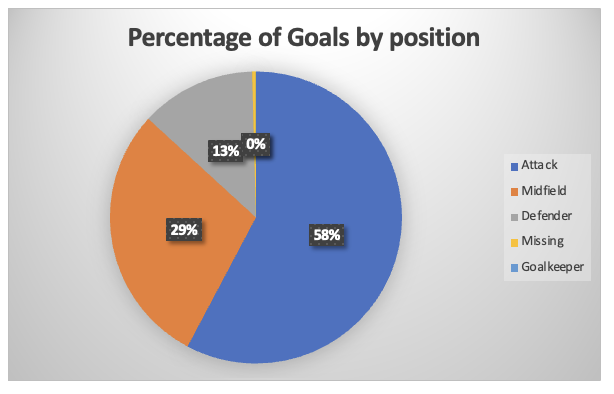 Percentage of Goals by position
0%
13%
29%
58%
Attack
Midfield
Defender
Missing
Goalkeeper